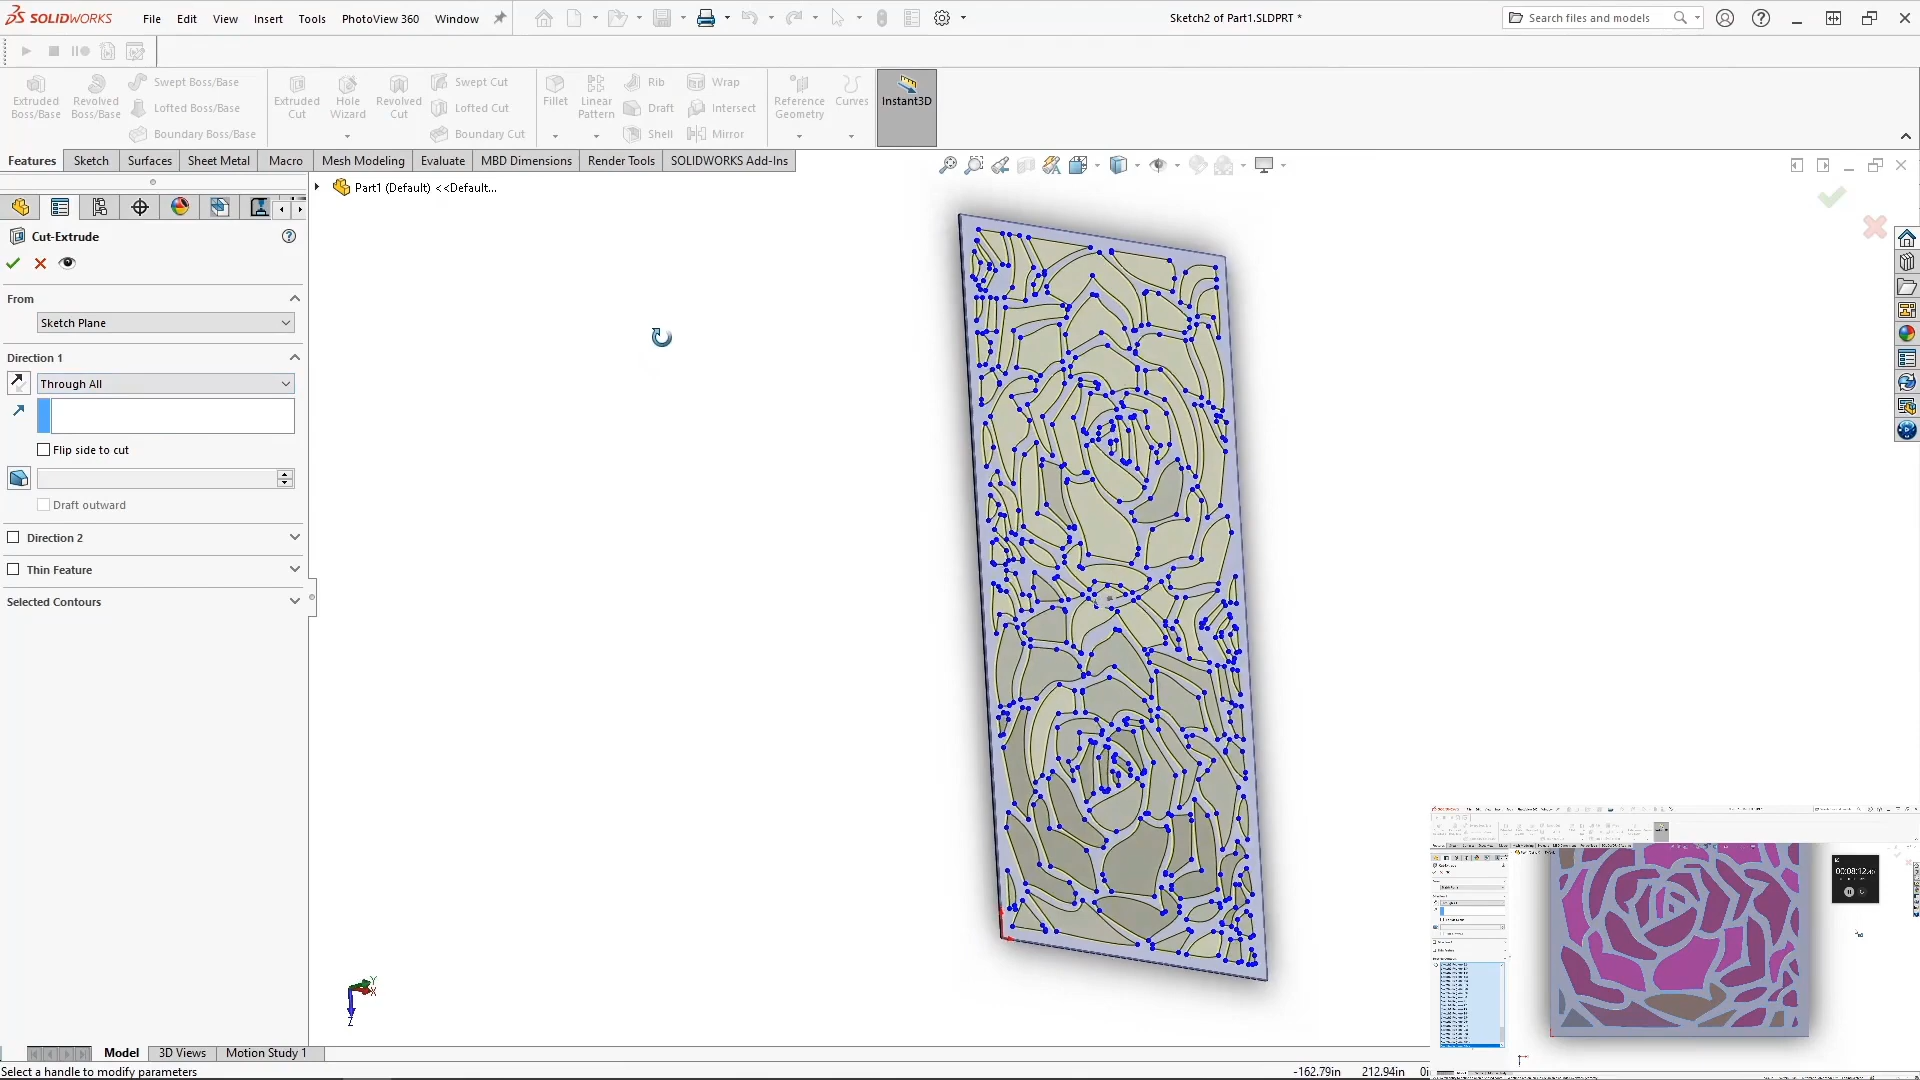 SOLIDWORKS File Edit View Insert Tools PhotoView 360 Window
Sketch2 of Part1.SLDPRT *
Search files and models
Extruded Boss/Base
Revolved Boss/Base
Swept Boss/Base
Lofted Boss/Base
Boundary Boss/Base
Extruded Cut
Hole Wizard
Revolved Cut
Swept Cut
Lofted Cut
Boundary Cut
Fillet
Linear Pattern
Rib
Draft
Shell
Wrap
Intersect
Mirror
Reference Geometry
Curves
Instant3D
Features Sketch Surfaces Sheet Metal Macro Mesh Modeling Evaluate MBD Dimensions Render Tools SOLIDWORKS Add-Ins
Part1 (Default) <<Default...
Cut-Extrude
From
Sketch Plane
Direction 1
Through All
Flip side to cut
Draft outward
Direction 2
Thin Feature
Selected Contours
Y
X
Z
00:08:12
Model 3D Views Motion Study 1
Select a handle to modify parameters
-162.79in 212.94in